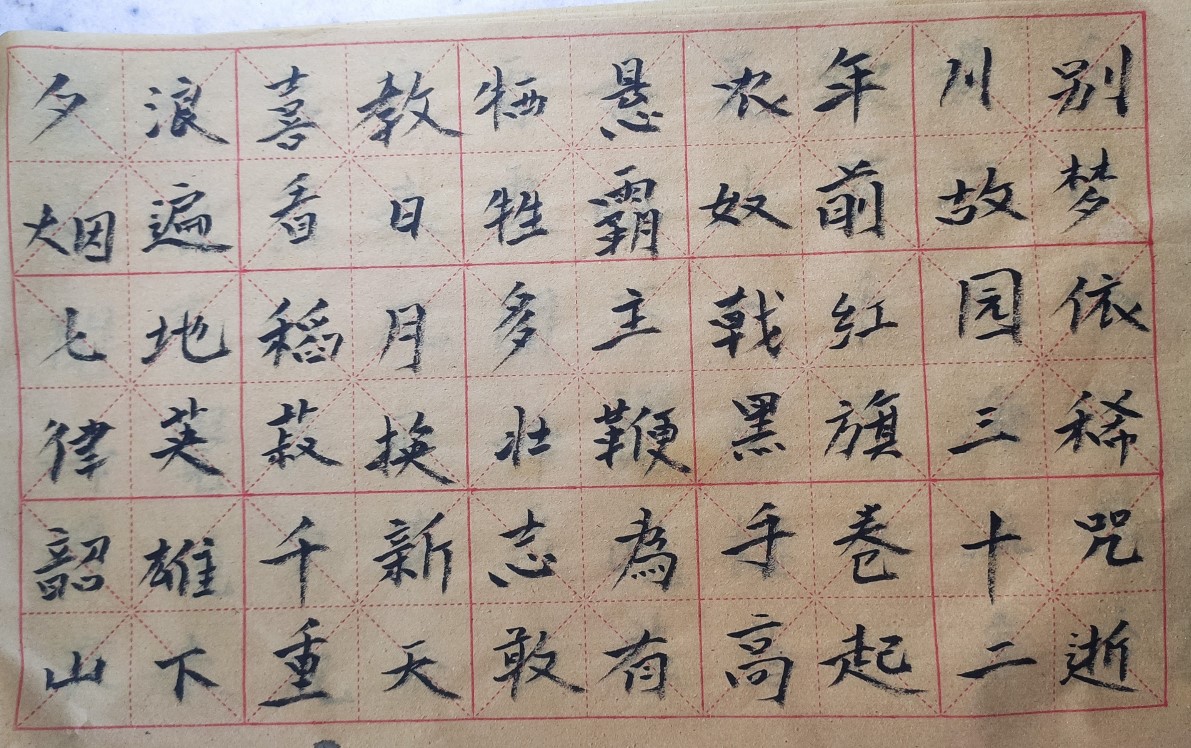 别梦依稀咒逝
川故园三十二
年前红旗卷起
农奴戟黑手高
悬霸主鞭為有
牺牲多壮志敢
教日月换新天
喜看稻菽千重
浪遍地英雄下
夕烟七律韶山